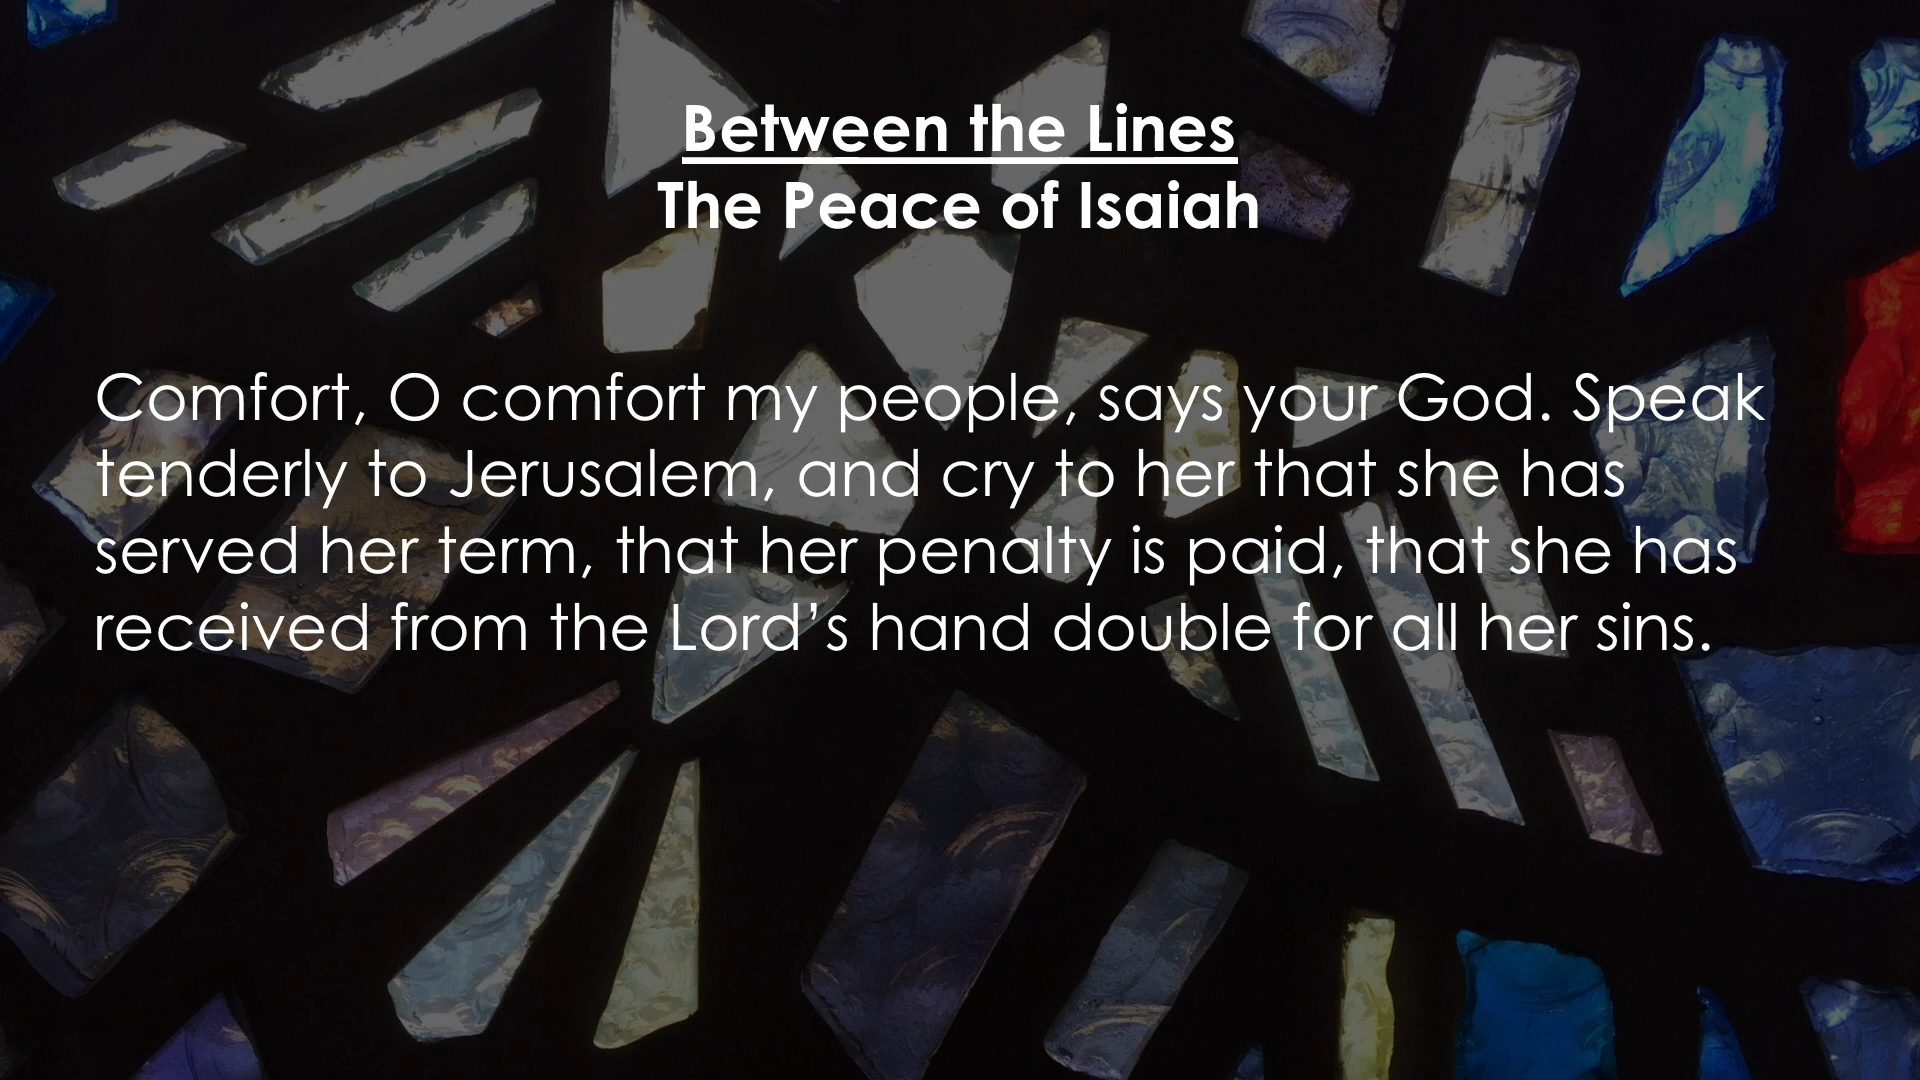 Between the Lines
The Peace of Isaiah
Comfort, O comfort my people, says your God. Speak
tenderly to Jerusalem, and cry to her that she has
served her term, that her penalty is paid, that she has
received from the Lord’s hand double for all her sins.